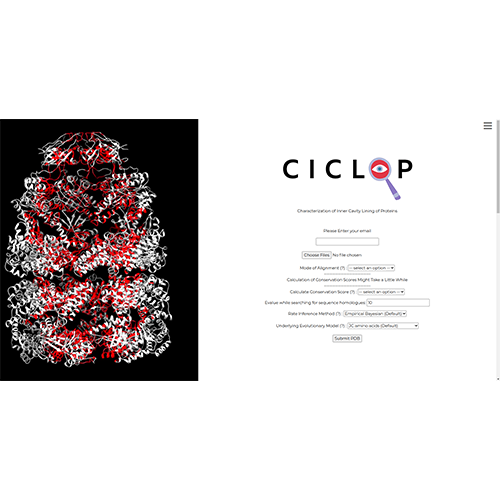 CICLOP
Characterization of Inner Cavity Lining of Proteins
Please Enter your email
Choose Files No file chosen
Mode of Alignment (?): -- select an option --
Calculation of Conservation Scores Might Take a Little While
Calculate Conservation Score (?): -- select an option --
Evalue while searching for sequence homologues: 10
Rate Inference Method (?): Empirical Bayesian (Default)
Underlying Evolutionary Model (?): JC amino acids (Default)
Submit PDB